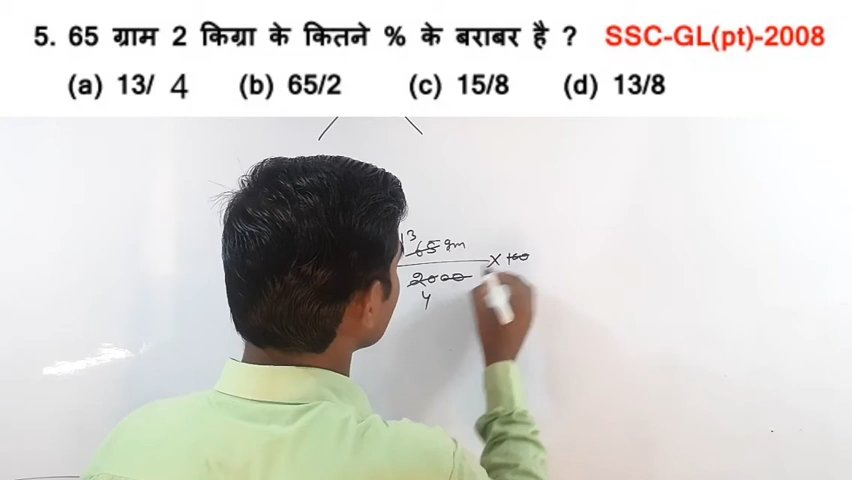 5. 65 ग्राम 2 किग्रा के कितने % के बराबर है ? SSC-GL(pt)-2008
(a) 13/ 4 (b) 65/2 (c) 15/8 (d) 13/8
13
65 gm
2000 × 100
4